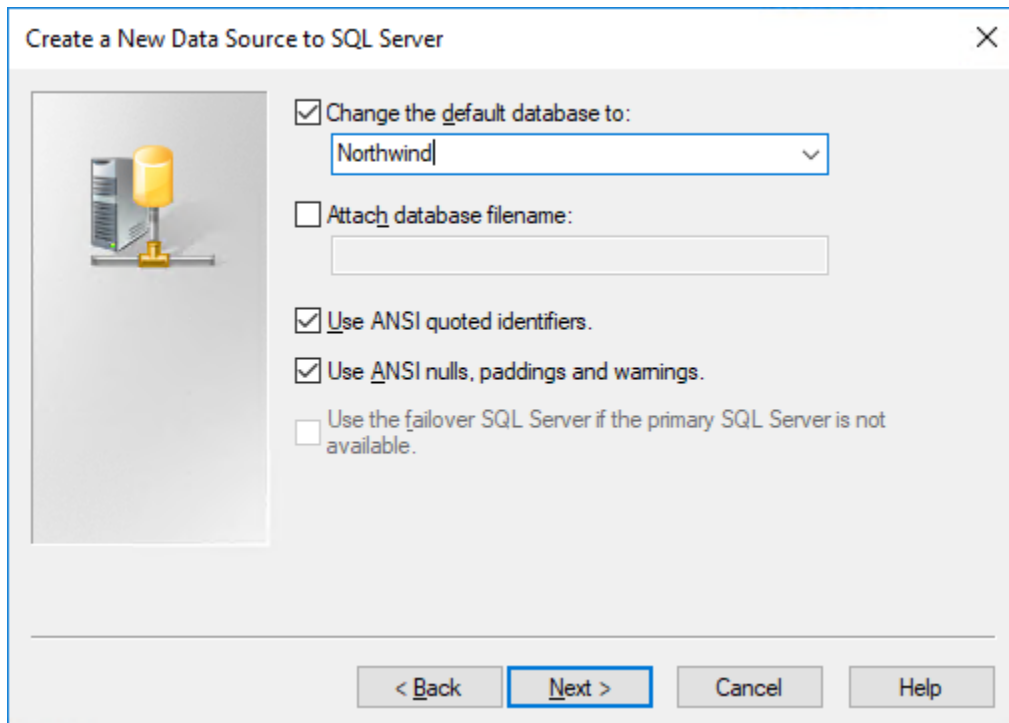 Create a New Data Source to SQL Server
Change the default database to:
Northwind
Attach database filename:
Use ANSI quoted identifiers.
Use ANSI nulls, paddings and warnings.
Use the failover SQL Server if the primary SQL Server is not
available.
< Back Next > Cancel Help